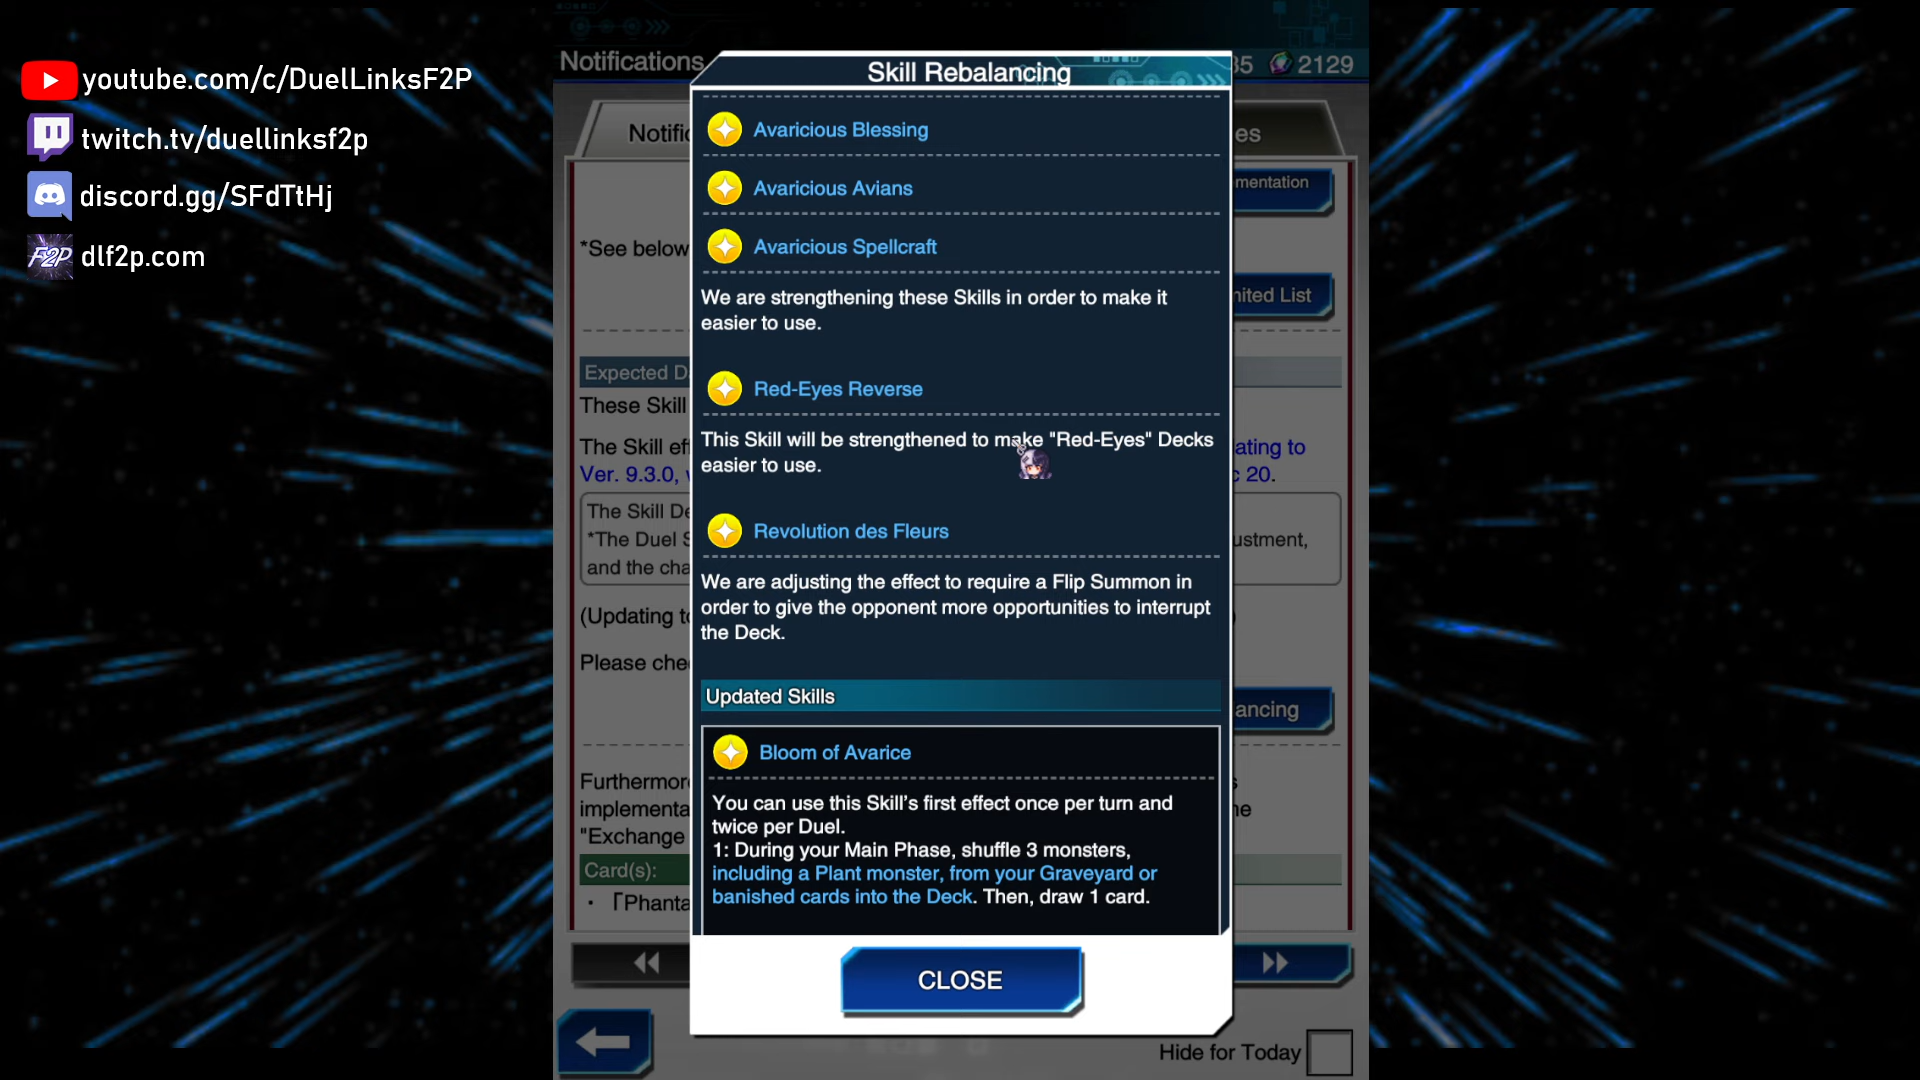 youtube.com/c/DuelLinksF2P
twitch.tv/duellinksf2p
discord.gg/SFdTtHj
F2P dlf2p.com
Notifications
35 2129
Skill Rebalancing
Avaricious Blessing
Avaricious Avians
Avaricious Spellcraft
We are strengthening these Skills in order to make it
easier to use.
Red-Eyes Reverse
This Skill will be strengthened to make "Red-Eyes" Decks
easier to use.
Revolution des Fleurs
We are adjusting the effect to require a Flip Summon in
order to give the opponent more opportunities to interrupt
the Deck.
Updated Skills
Bloom of Avarice
You can use this Skill's first effect once per turn and
twice per Duel.
1: During your Main Phase, shuffle 3 monsters,
including a Plant monster, from your Graveyard or
banished cards into the Deck. Then, draw 1 card.
CLOSE
*See below
Expected D
These Skill
The Skill ef
ating to
Ver. 9.3.0,
c 20.
The Skill De
*The Duel S
ustment,
and the cha
(Updating to
Please che
ancing
Furthermor
implementa
"Exchange
Card(s):
・「Phanta
mentation
nited List
Hide for Today